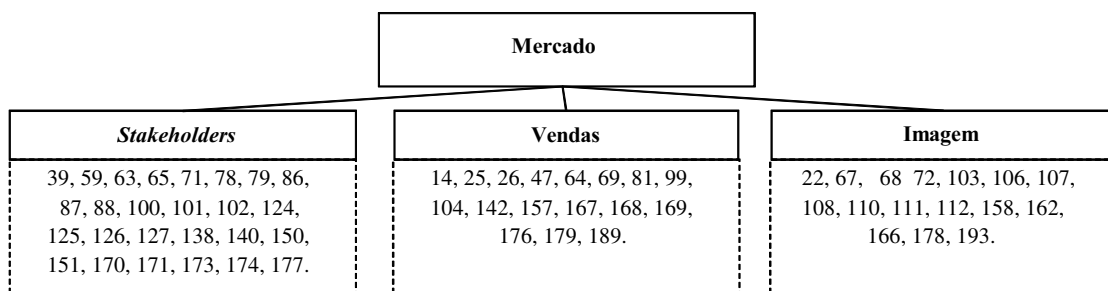 Mercado
Stakeholders
39, 59, 63, 65, 71, 78, 79, 86,
87, 88, 100, 101, 102, 124,
125, 126, 127, 138, 140, 150,
151, 170, 171, 173, 174, 177.
Vendas
14, 25, 26, 47, 64, 69, 81, 99,
104, 142, 157, 167, 168, 169,
176, 179, 189.
Imagem
22, 67, 68 72, 103, 106, 107,
108, 110, 111, 112, 158, 162,
166, 178, 193.